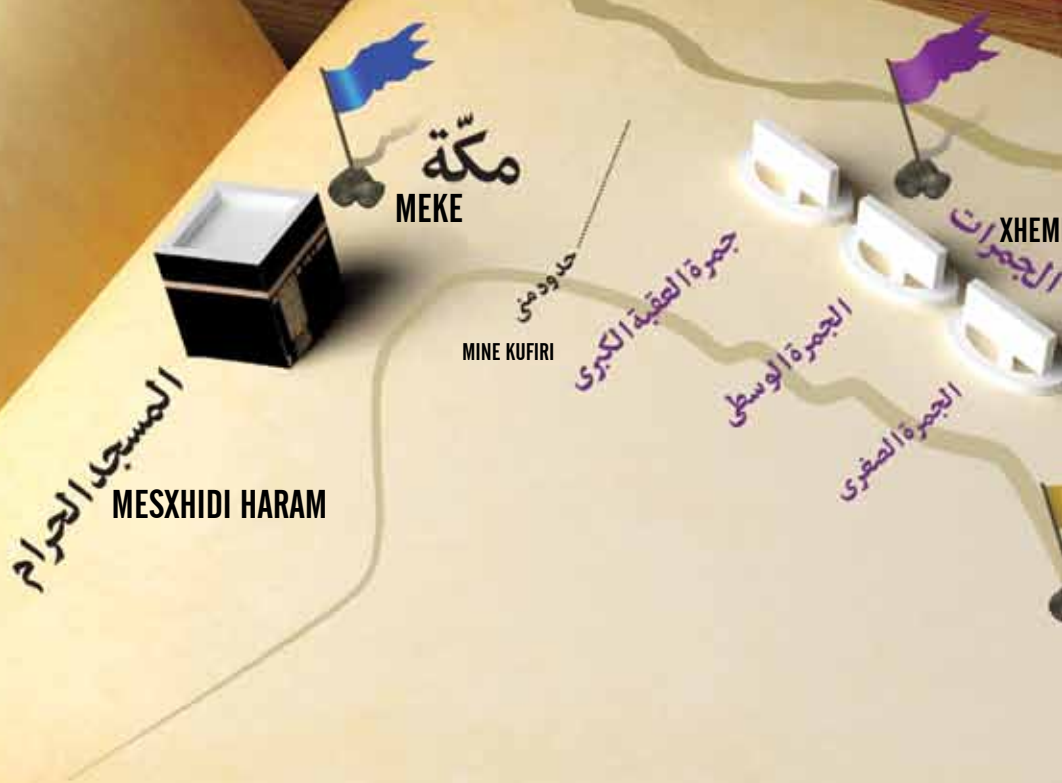 مكّة
MEKE
الجمرات
XHEM
حدود منى
MINE KUFIRI
جمرة العقبة الكبرى
الجمرة الوسطى
الجمرة الصغرى
المسجد الحرام
MESXHIDI HARAM